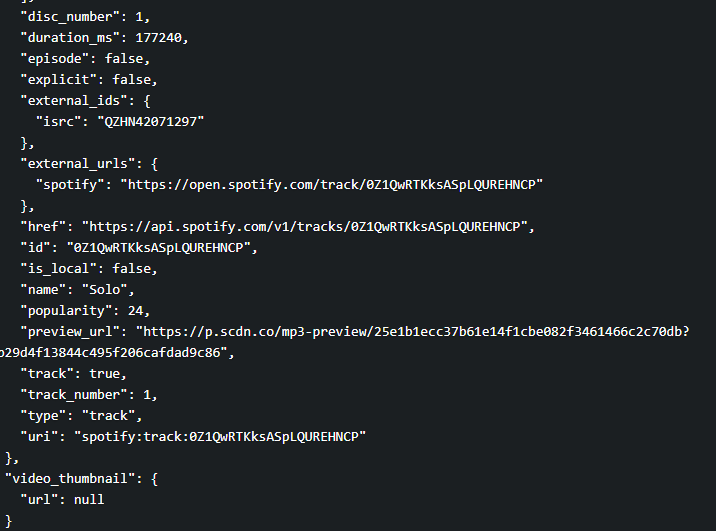 ],
"disc_number": 1,
"duration_ms": 177240,
"episode": false,
"explicit": false,
"external_ids": {
"isrc": "QZHN42071297"
},
"external_urls": {
"spotify": "https://open.spotify.com/track/0Z1QwRTKksASpLQUREHNCP"
},
"href": "https://api.spotify.com/v1/tracks/0Z1QwRTKksASpLQUREHNCP",
"id": "0Z1QwRTKksASpLQUREHNCP",
"is_local": false,
"name": "Solo",
"popularity": 24,
"preview_url": "https://p.scdn.co/mp3-preview/25e1b1ecc37b61e14f1cbe082f3461466c2c70db?
b29d4f13844c495f206cafdad9c86",
"track": true,
"track_number": 1,
"type": "track",
"uri": "spotify:track:0Z1QwRTKksASpLQUREHNCP"
},
"video_thumbnail": {
"url": null
}